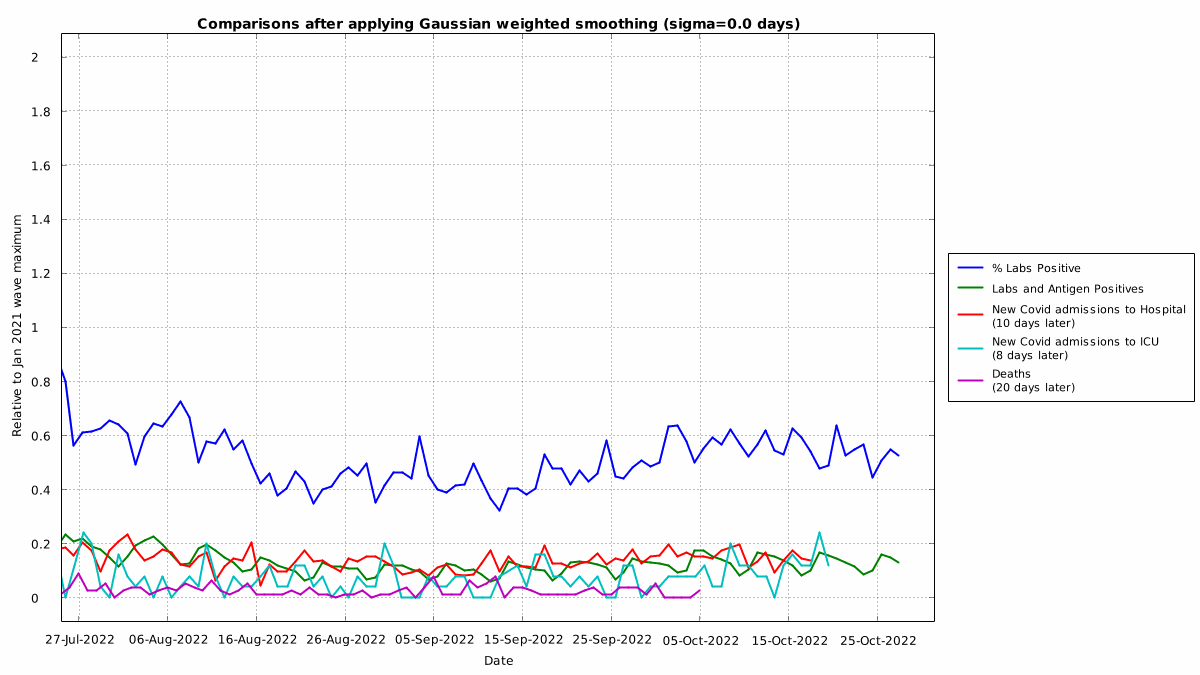 Comparisons after applying Gaussian weighted smoothing (sigma=0.0 days)
Relative to Jan 2021 wave maximum
2
1.8
1.6
1.4
1.2
1
0.8
0.6
0.4
0.2
0
27-Jul-2022 06-Aug-2022 16-Aug-2022 26-Aug-2022 05-Sep-2022 15-Sep-2022 25-Sep-2022 05-Oct-2022 15-Oct-2022 25-Oct-2022
Date
% Labs Positive
Labs and Antigen Positives
New Covid admissions to Hospital
(10 days later)
New Covid admissions to ICU
(8 days later)
Deaths
(20 days later)